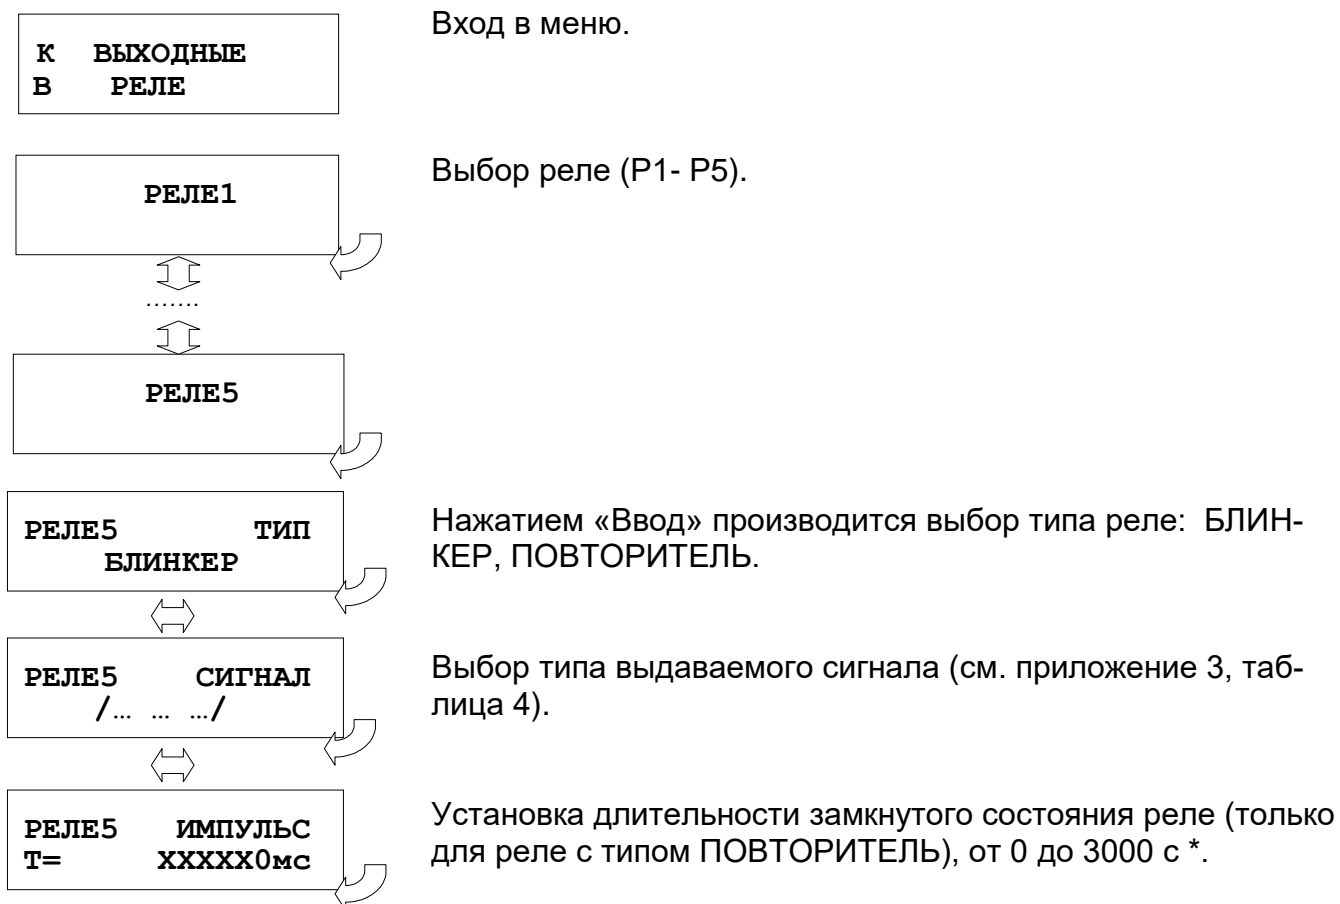 К ВЫХОДНЫЕ
В РЕЛЕ
Вход в меню.
РЕЛЕ1
Выбор реле (Р1- Р5).
.......
РЕЛЕ5
РЕЛЕ5 ТИП
БЛИНКЕР
Нажатием «Ввод» производится выбор типа реле: БЛИН-
КЕР, ПОВТОРИТЕЛЬ.
РЕЛЕ5 СИГНАЛ
/… … …/
Выбор типа выдаваемого сигнала (см. приложение 3, таб-
лица 4).
РЕЛЕ5 ИМПУЛЬС
Т= ХХХХХ0мс
Установка длительности замкнутого состояния реле (только
для реле с типом ПОВТОРИТЕЛЬ), от 0 до 3000 с *.